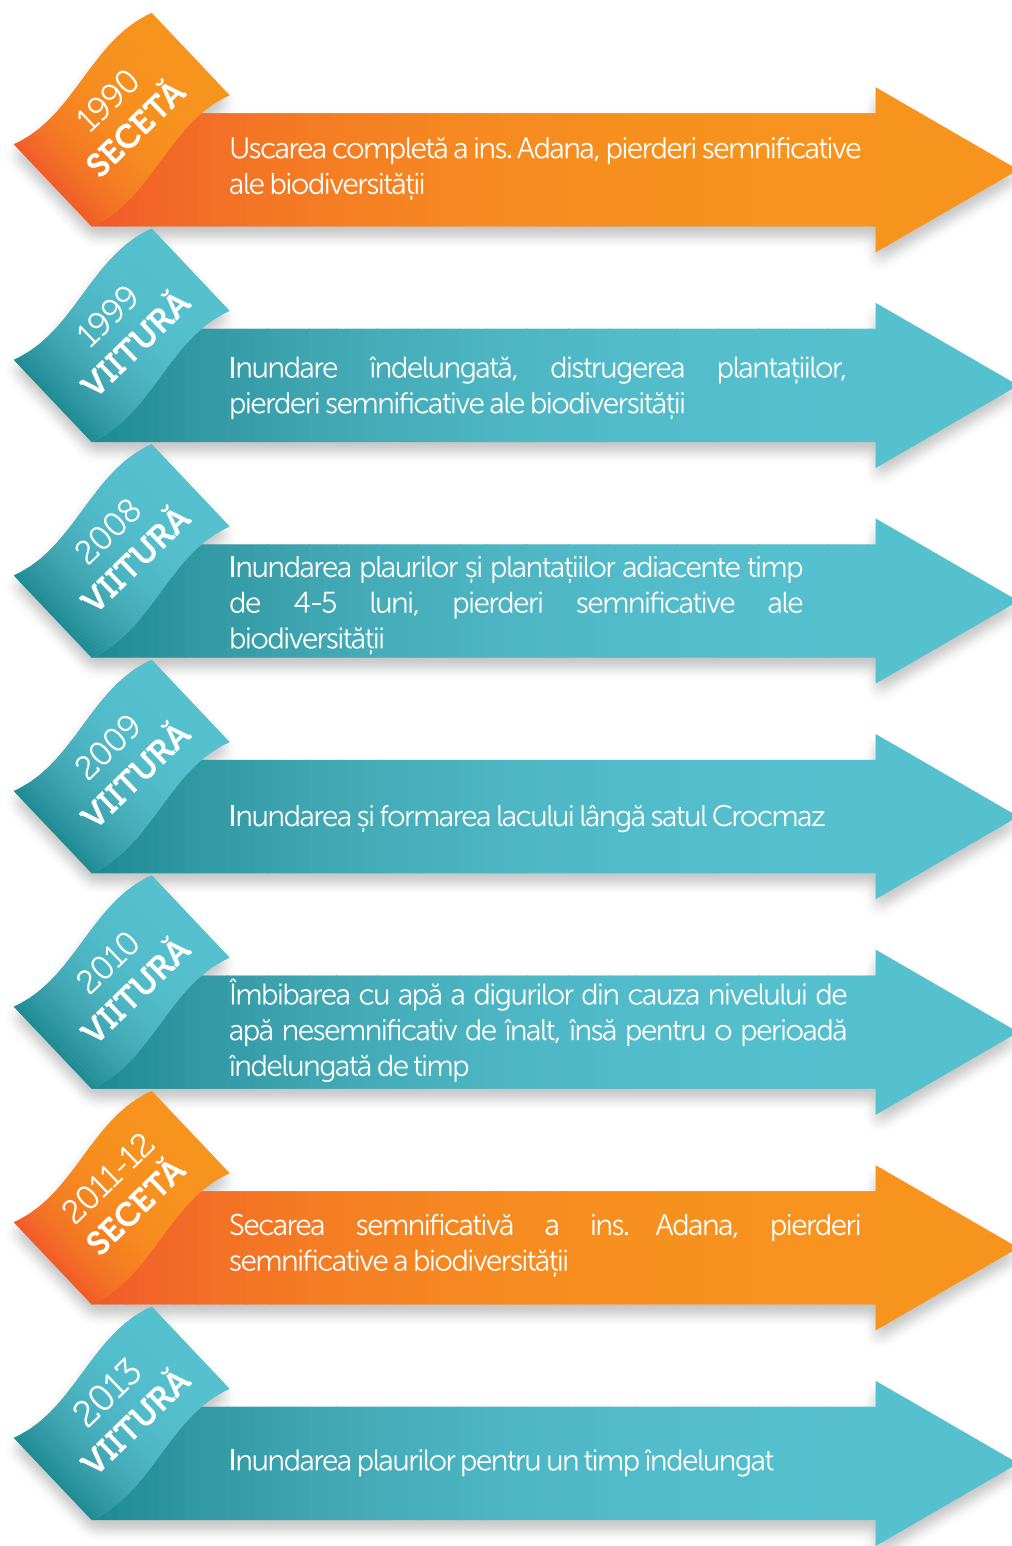 1990
SECETĂ
Uscarea completă a ins. Adana, pierderi semnificative
ale biodiversității
1999
VIITURĂ
Inundare îndelungată, distrugerea plantațiilor,
pierderi semnificative ale biodiversității
2008
VIITURĂ
Inundarea plaurilor și plantațiilor adiacente timp
de 4-5 luni, pierderi semnificative ale
biodiversității
2009
VIITURĂ
Inundarea și formarea lacului lângă satul Crocmaz
2010
VIITURĂ
Îmbibarea cu apă a digurilor din cauza nivelului de
apă nesemnificativ de înalt, însă pentru o perioadă
îndelungată de timp
2011-12
SECETĂ
Secarea semnificativă a ins. Adana, pierderi
semnificative a biodiversității
2013
VIITURĂ
Inundarea plaurilor pentru un timp îndelungat